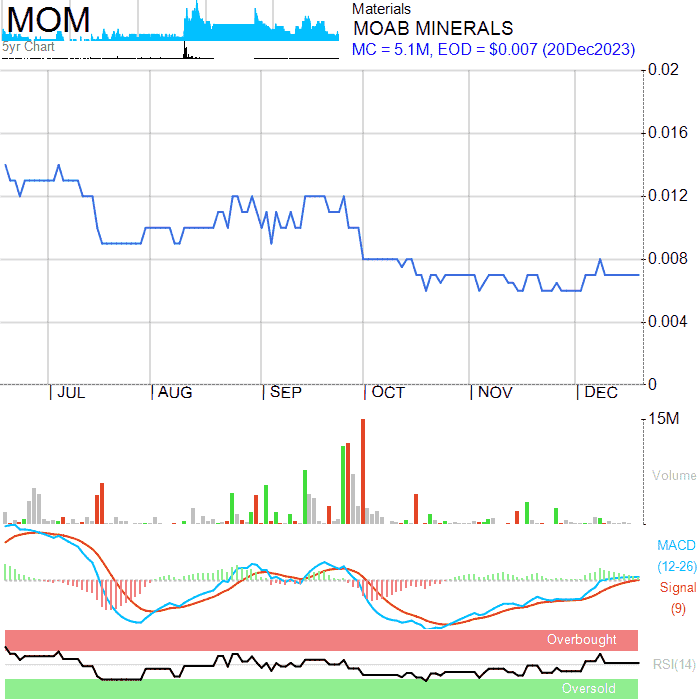 MOM
5yr Chart
Materials
MOAB MINERALS
MC = 5.1M, EOD = $0.007 (20Dec2023)
0.02
0.016
0.012
0.008
0.004
0
JUL AUG SEP OCT NOV DEC
15M
Volume
MACD
(12-26)
Signal
(9)
Overbought
RSI(14)
Oversold